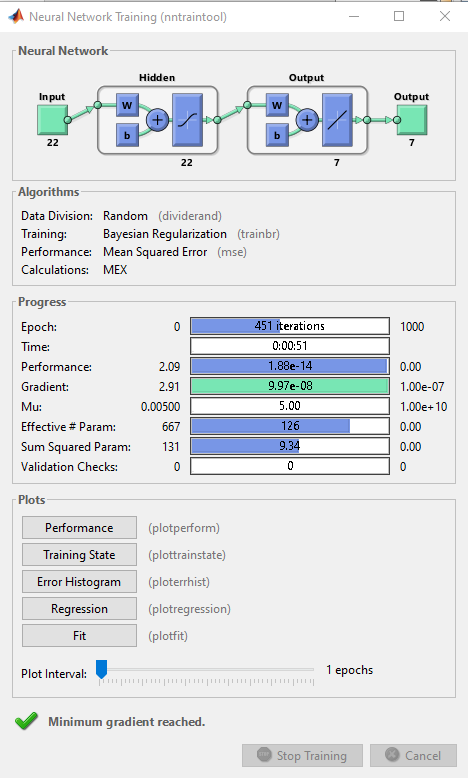 Neural Network Training (nntraintool)
Neural Network
Hidden Output
Input Output
W W
b b
22 7
22 7
Algorithms
Data Division: Random (dividerand)
Training: Bayesian Regularization (trainbr)
Performance: Mean Squared Error (mse)
Calculations: MEX
Progress
Epoch: 0 451 iterations 1000
Time: 0:00:51
Performance: 2.09 1.88e-14 0.00
Gradient: 2.91 9.97e-08 1.00e-07
Mu: 0.00500 5.00 1.00e+10
Effective # Param: 667 126 0.00
Sum Squared Param: 131 9.34 0.00
Validation Checks: 0 0 0
Plots
Performance (plotperform)
Training State (plottrainstate)
Error Histogram (ploterrhist)
Regression (plotregression)
Fit (plotfit)
Plot Interval: 1 epochs
Minimum gradient reached.
Stop Training Cancel